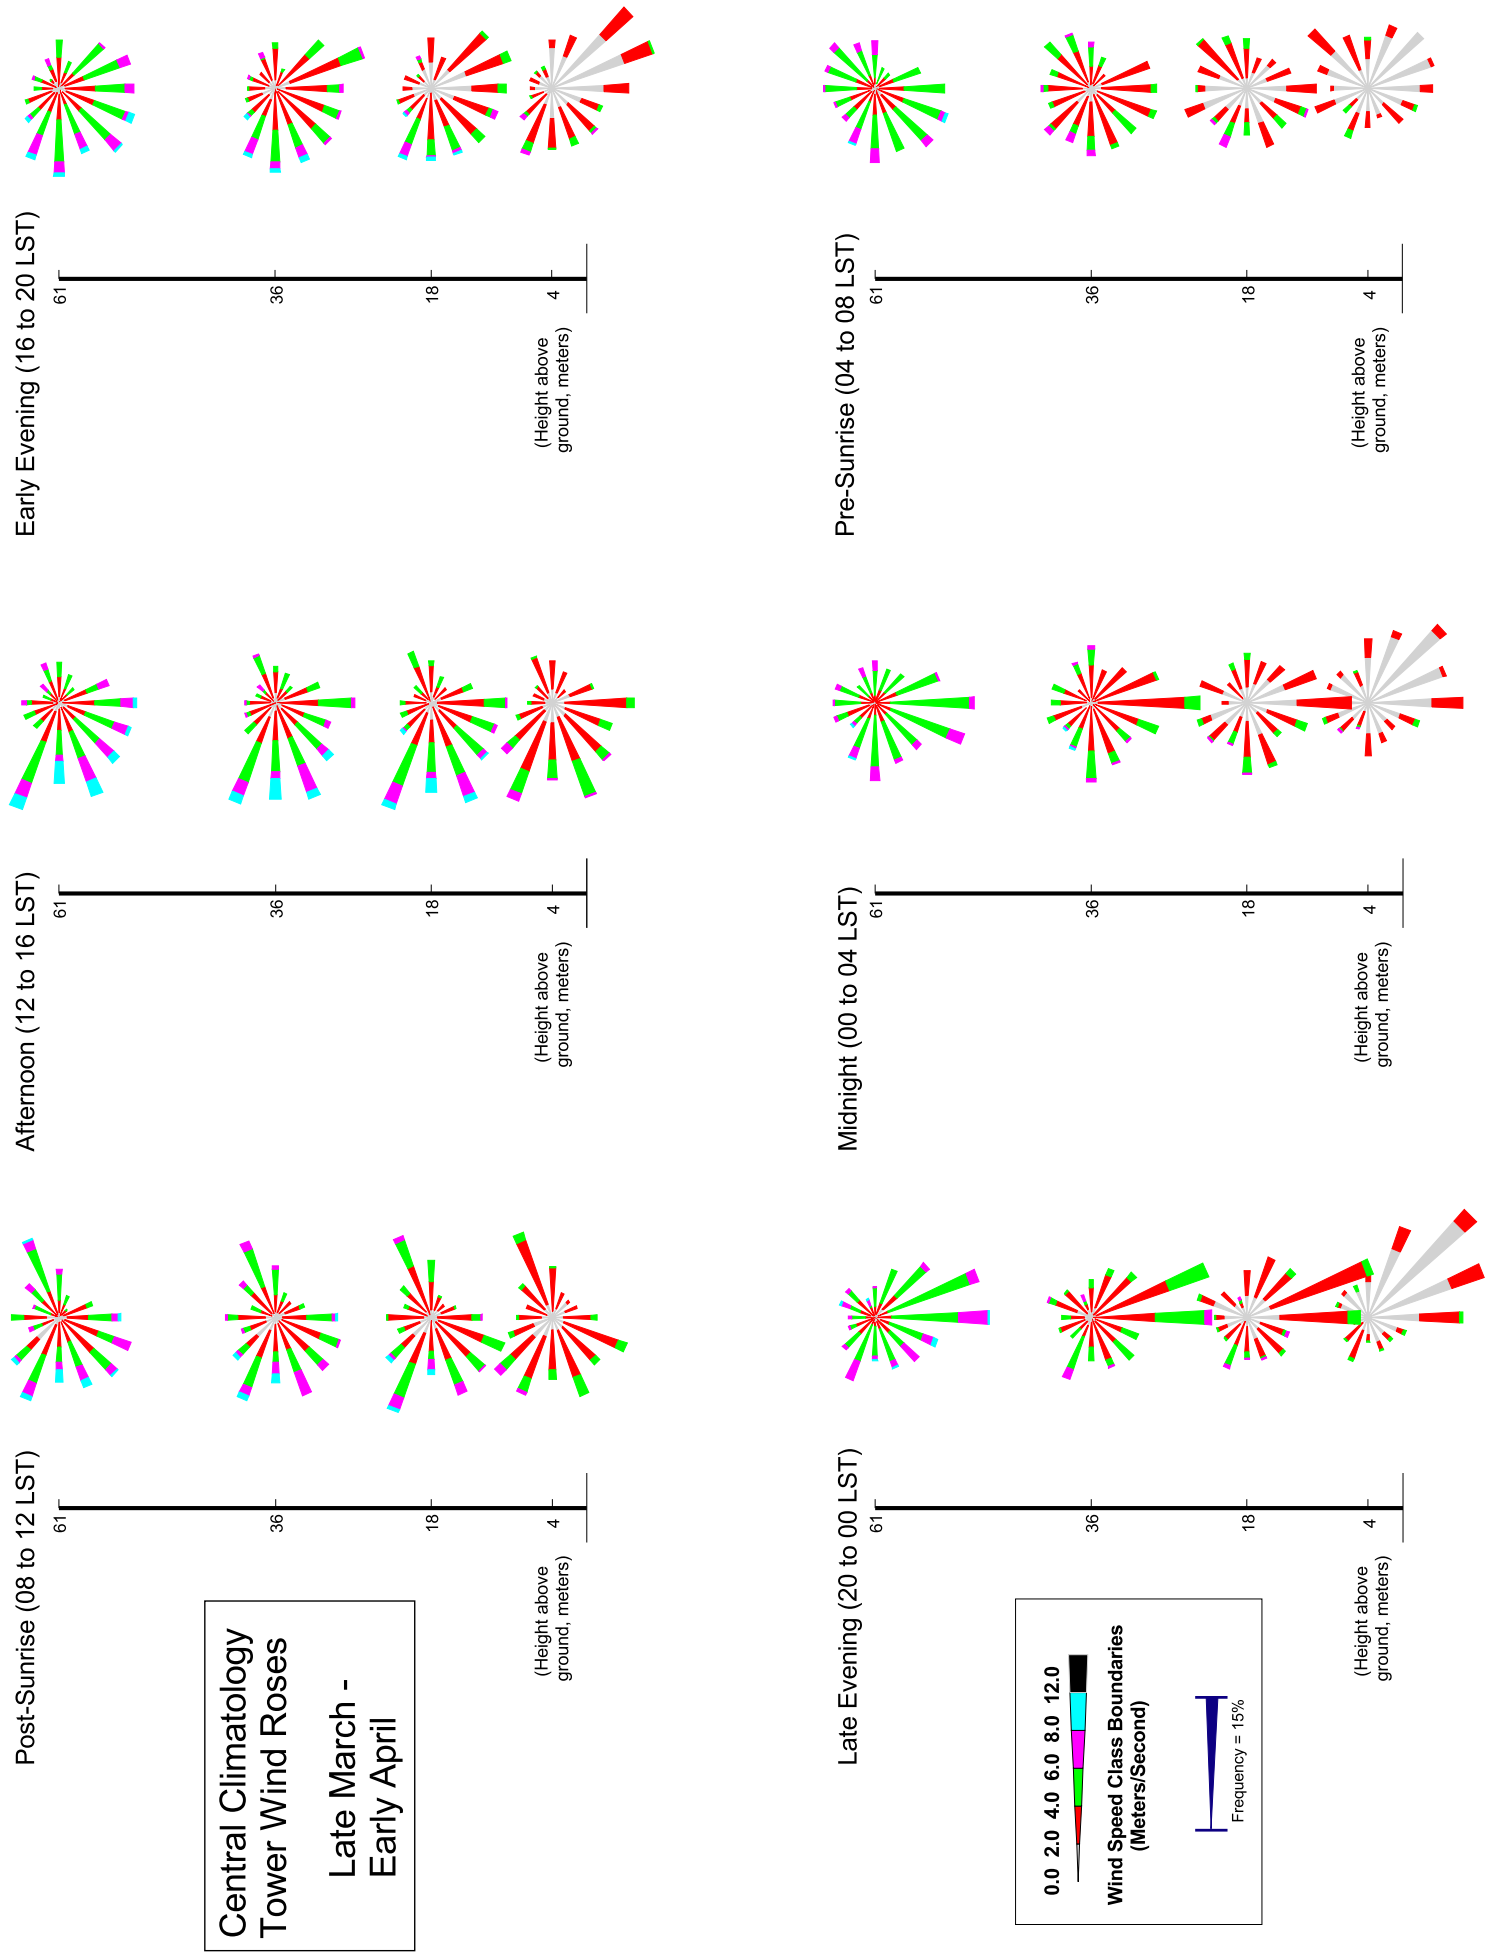 Central Climatology
Tower Wind Roses
Late March -
Early April
Post-Sunrise (08 to 12 LST)
61
36
18
4
(Height above
ground, meters)
Afternoon (12 to 16 LST)
61
36
18
4
(Height above
ground, meters)
Early Evening (16 to 20 LST)
61
36
18
4
(Height above
ground, meters)
0.0 2.0 4.0 6.0 8.0 12.0
Wind Speed Class Boundaries
(Meters/Second)
Frequency = 15%
Late Evening (20 to 00 LST)
61
36
18
4
(Height above
ground, meters)
Midnight (00 to 04 LST)
61
36
18
4
(Height above
ground, meters)
Pre-Sunrise (04 to 08 LST)
61
36
18
4
(Height above
ground, meters)